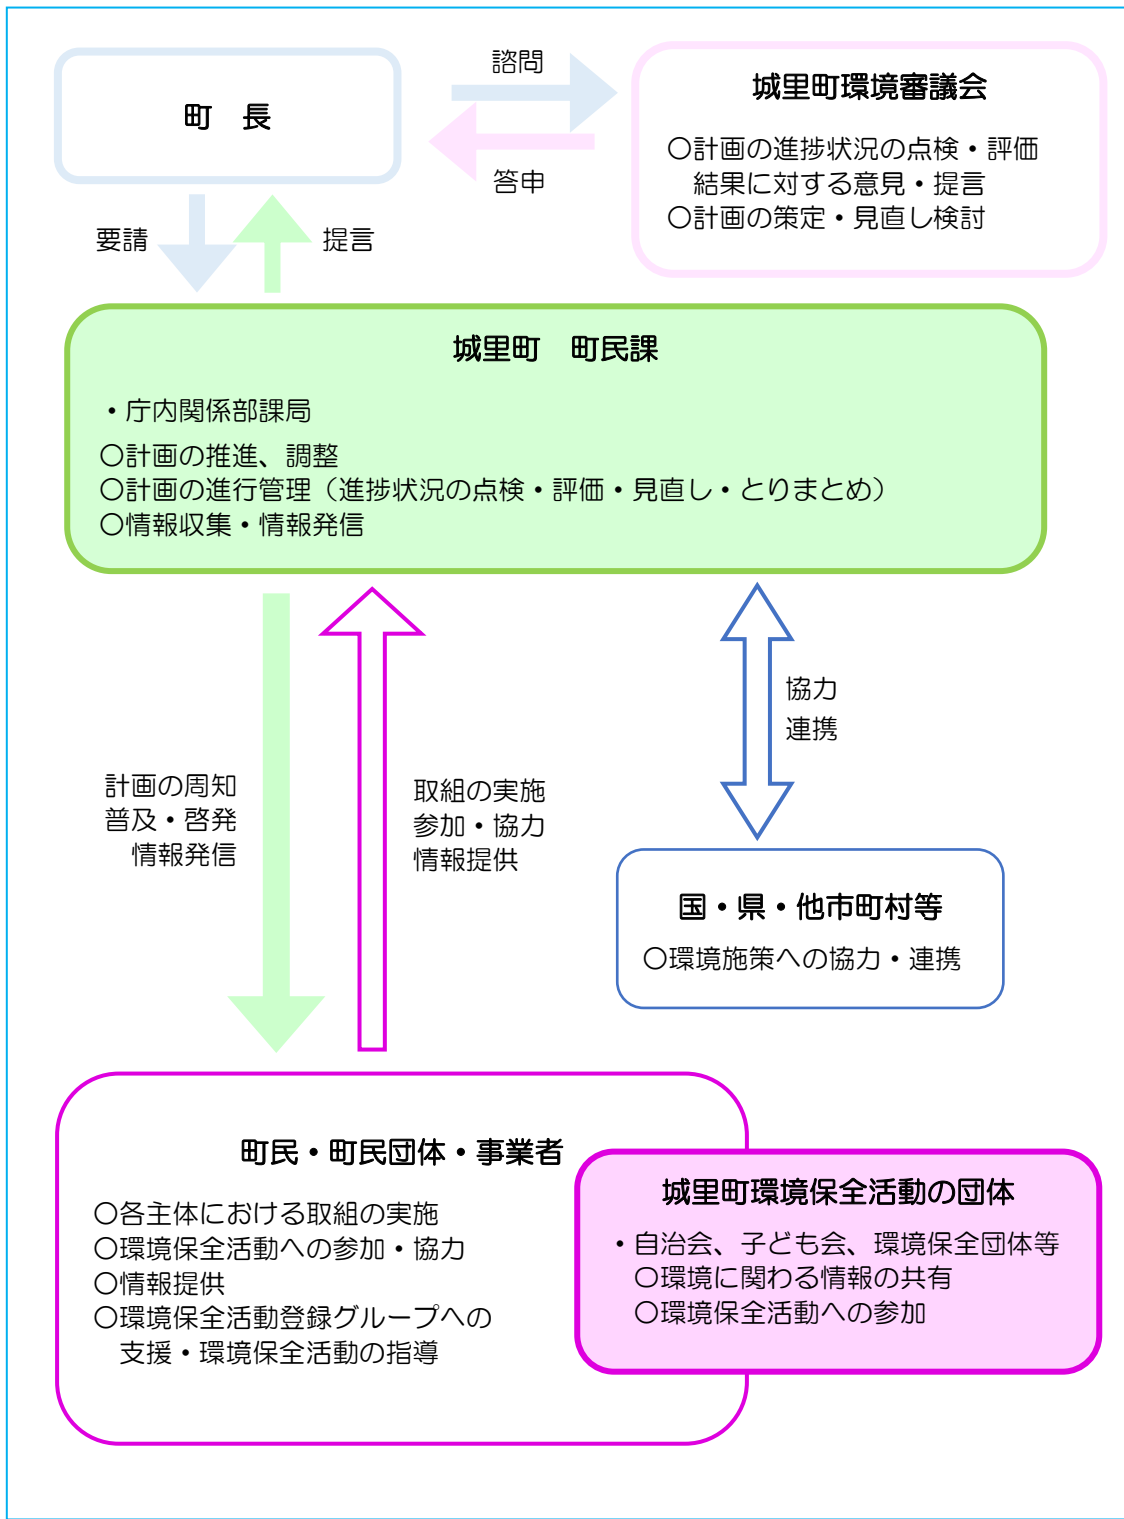 町　長
諮問
答申
城里町環境審議会
〇計画の進捗状況の点検・評価
結果に対する意見・提言
〇計画の策定・見直し検討
要請
提言
城里町　町民課
・庁内関係部課局
〇計画の推進、調整
〇計画の進行管理（進捗状況の点検・評価・見直し・とりまとめ）
〇情報収集・情報発信
計画の周知
普及・啓発
情報発信
取組の実施
参加・協力
情報提供
協力
連携
国・県・他市町村等
〇環境施策への協力・連携
町民・町民団体・事業者
〇各主体における取組の実施
〇環境保全活動への参加・協力
〇情報提供
〇環境保全活動登録グループへの
支援・環境保全活動の指導
城里町環境保全活動の団体
・自治会、子ども会、環境保全団体等
〇環境に関わる情報の共有
〇環境保全活動への参加